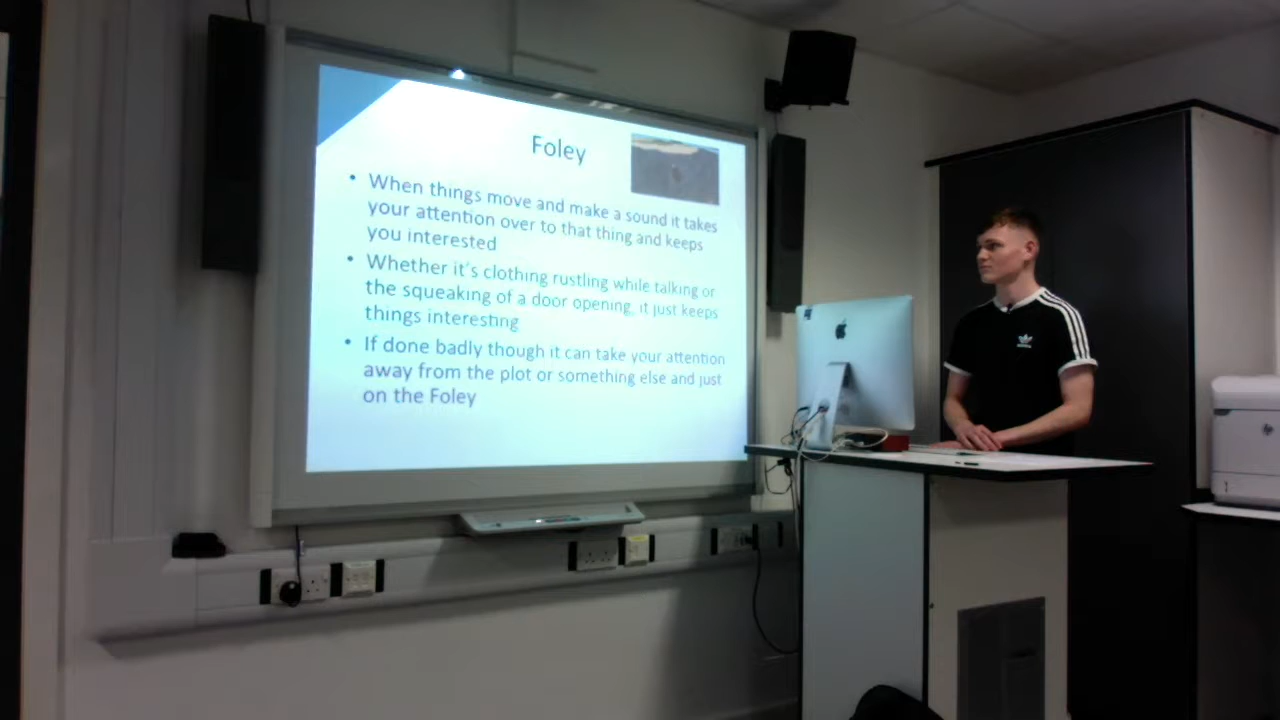 Foley
• When things move and make a sound it takes
your attention over to that thing and keeps
you interested
• Whether it's clothing rustling while talking or
the squeaking of a door opening, it just keeps
things interesting
• If done badly though it can take your attention
away from the plot or something else and just
on the Foley